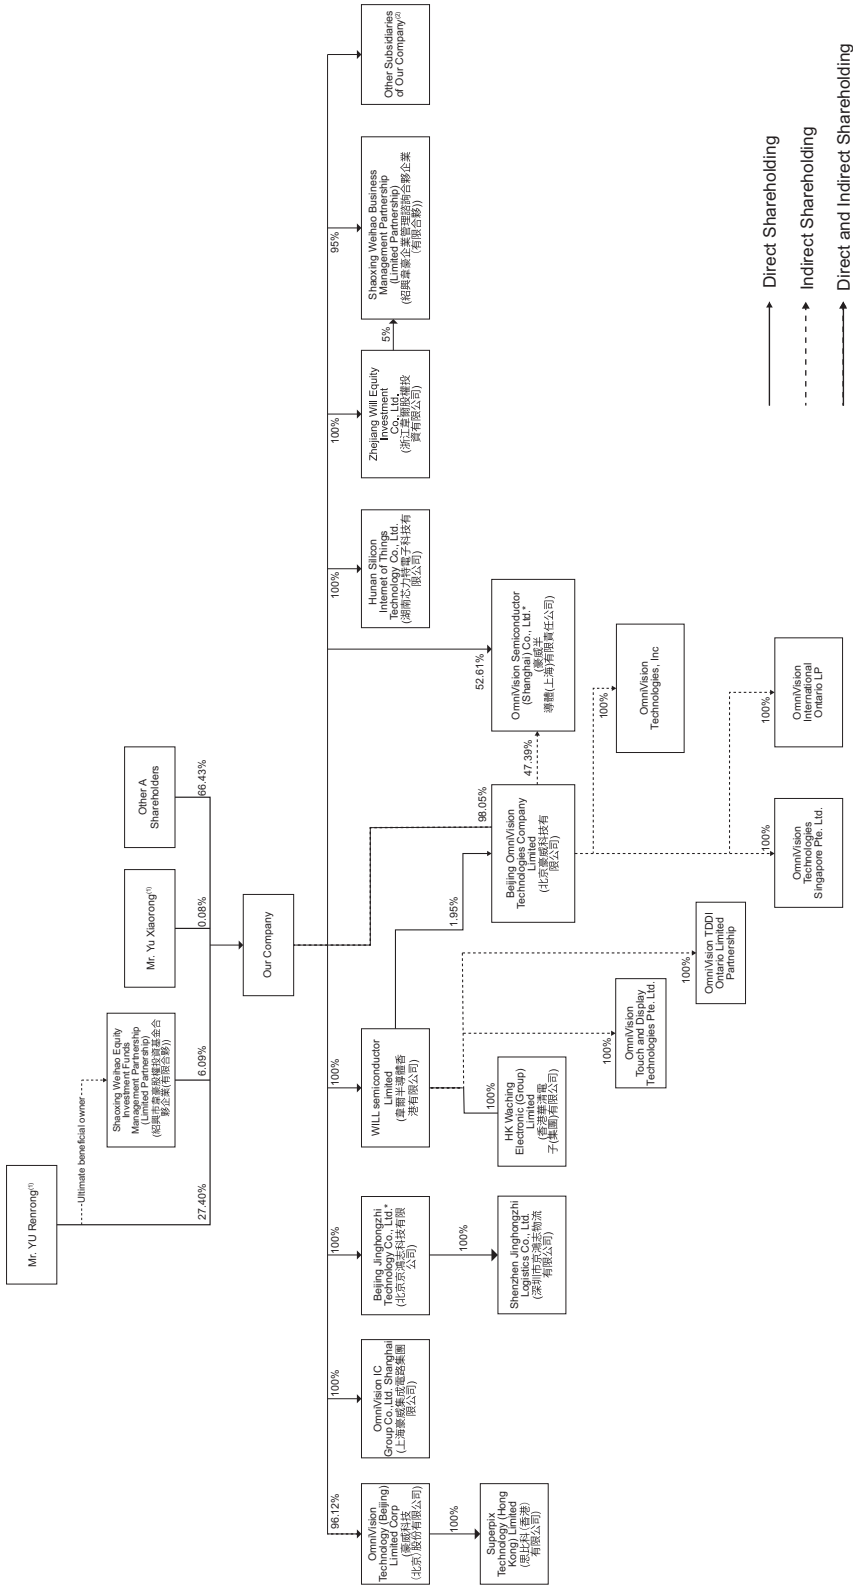 Mr. YU Renrong(1)
Ultimate beneficial owner
Shaoxing Weihao Equity
Investment Funds
Management Partnership
(Limited Partnership)
(紹興市韋豪股權投資基金合
夥企業(有限合夥))
Mr. Yu Xiaorong(1)
Other A
Shareholders
27.40%
6.09%
0.08%
66.43%
Our Company
96.12%
100%
100%
100%
100%
100%
95%
OmniVision
Technology (Beijing)
Limited Corp
(豪威科技
(北京)股份有限公司)
OmniVision IC
Group Co.,Ltd. Shanghai
(上海豪威集成電路集團
限公司)
Beijing Jinghongzhi
Technology Co., Ltd.*
(北京京鴻志科技有限
公司)
WILL semiconductor
Limited
(韋爾半導體香
港有限公司)
Hunan Silicon
Internet of Things
Technology Co., Ltd.
(湖南芯力特電子科技有
限公司)
Zhejiang Will Equity
Investment
Co., Ltd.
(浙江韋爾股權投
資有限公司)
5%
Shaoxing Weihao Business
Management Partnership
(Limited Partnership)
(紹興韋豪企業管理諮詢合夥企業
(有限合夥))
Other Subsidiaries
of Our Company(2)
100%
100%
1.95%
98.05%
52.61%
Superpix
Technology (Hong
Kong) Limited
(思比科(香港)
有限公司)
Shenzhen Jinghongzhi
Logistics Co., Ltd.
(深圳市京鴻志物流
有限公司)
100%
HK Waching
Electronic (Group)
Limited
(香港華清電
子(集團)有限公司)
Beijing OmniVision
Technologies Company
Limited
(北京豪威科技有
限公司)
47.39%
OmniVision Semiconductor
(Shanghai) Co., Ltd.*
(豪威半
導體(上海)有限責任公司)
100%
OmniVision
Touch and Display
Technologies Pte. Ltd.
100%
OmniVision TDDI
Ontario Limited
Partnership
100%
OmniVision
Technologies, Inc
100%
OmniVision
Technologies
Singapore Pte. Ltd.
100%
OmniVision
International
Ontario LP
Direct Shareholding
Indirect Shareholding
Direct and Indirect Shareholding